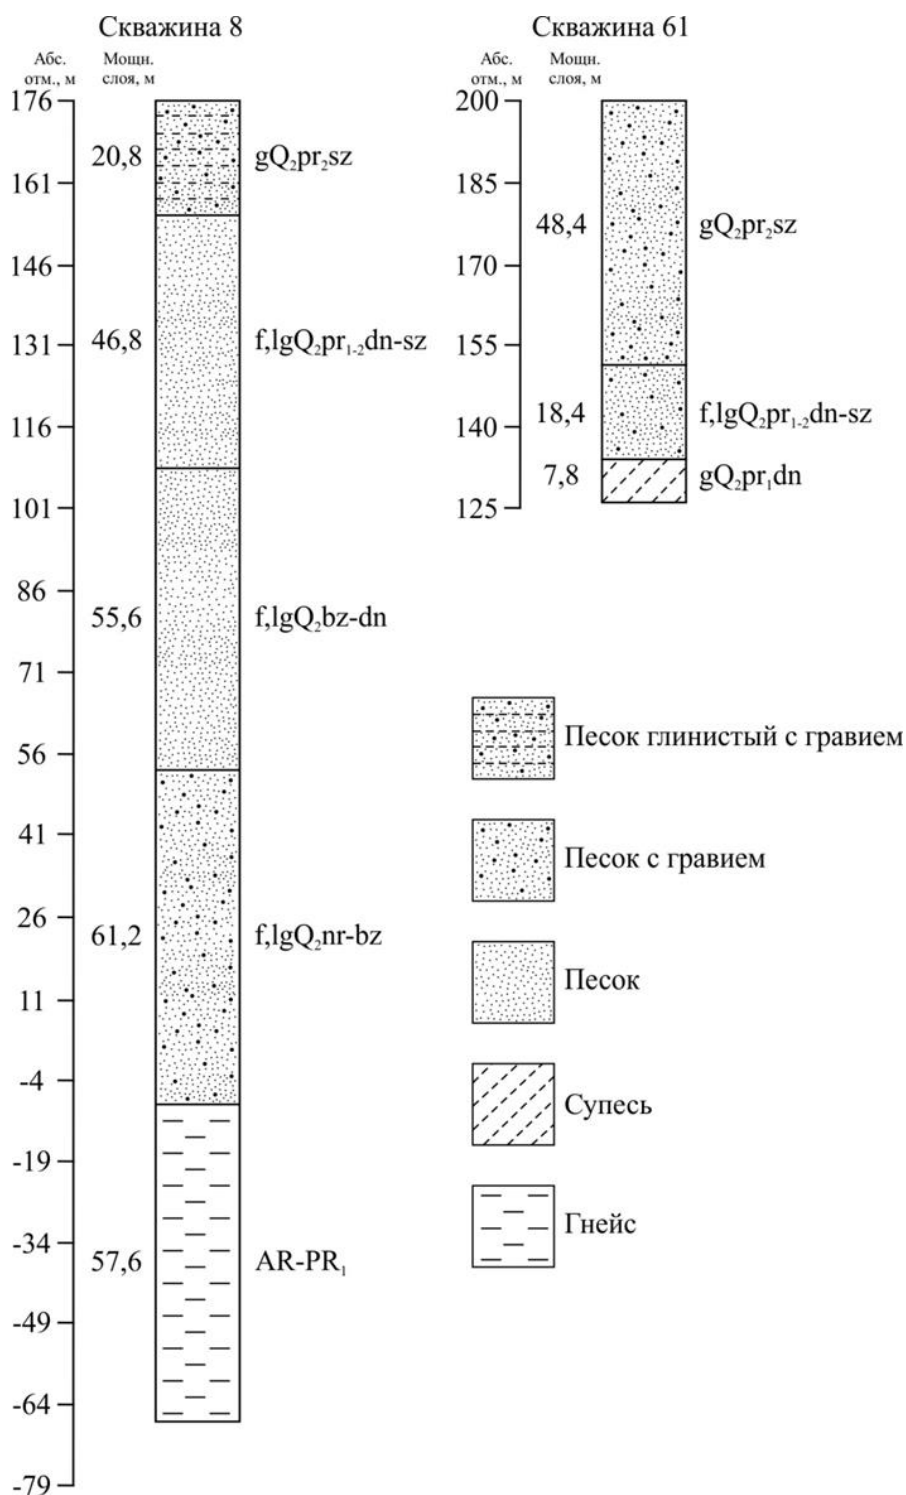 Скважина 8
Абс. отм., м
Мощн. слоя, м
176
20,8
gQ₂pr₂sz
161
146
131
46,8
f,lgQ₂pr₁₋₂dn-sz
116
101
86
55,6
f,lgQ₂bz-dn
71
56
41
26
61,2
f,lgQ₂nr-bz
11
-4
-19
-34
57,6
AR-PR₁
-49
-64
-79
Скважина 61
Абс. отм., м
Мощн. слоя, м
200
185
48,4
gQ₂pr₂sz
170
155
140
18,4
f,lgQ₂pr₁₋₂dn-sz
7,8
gQ₂pr₁dn
125
Песок глинистый с гравием
Песок с гравием
Песок
Супесь
Гнейс